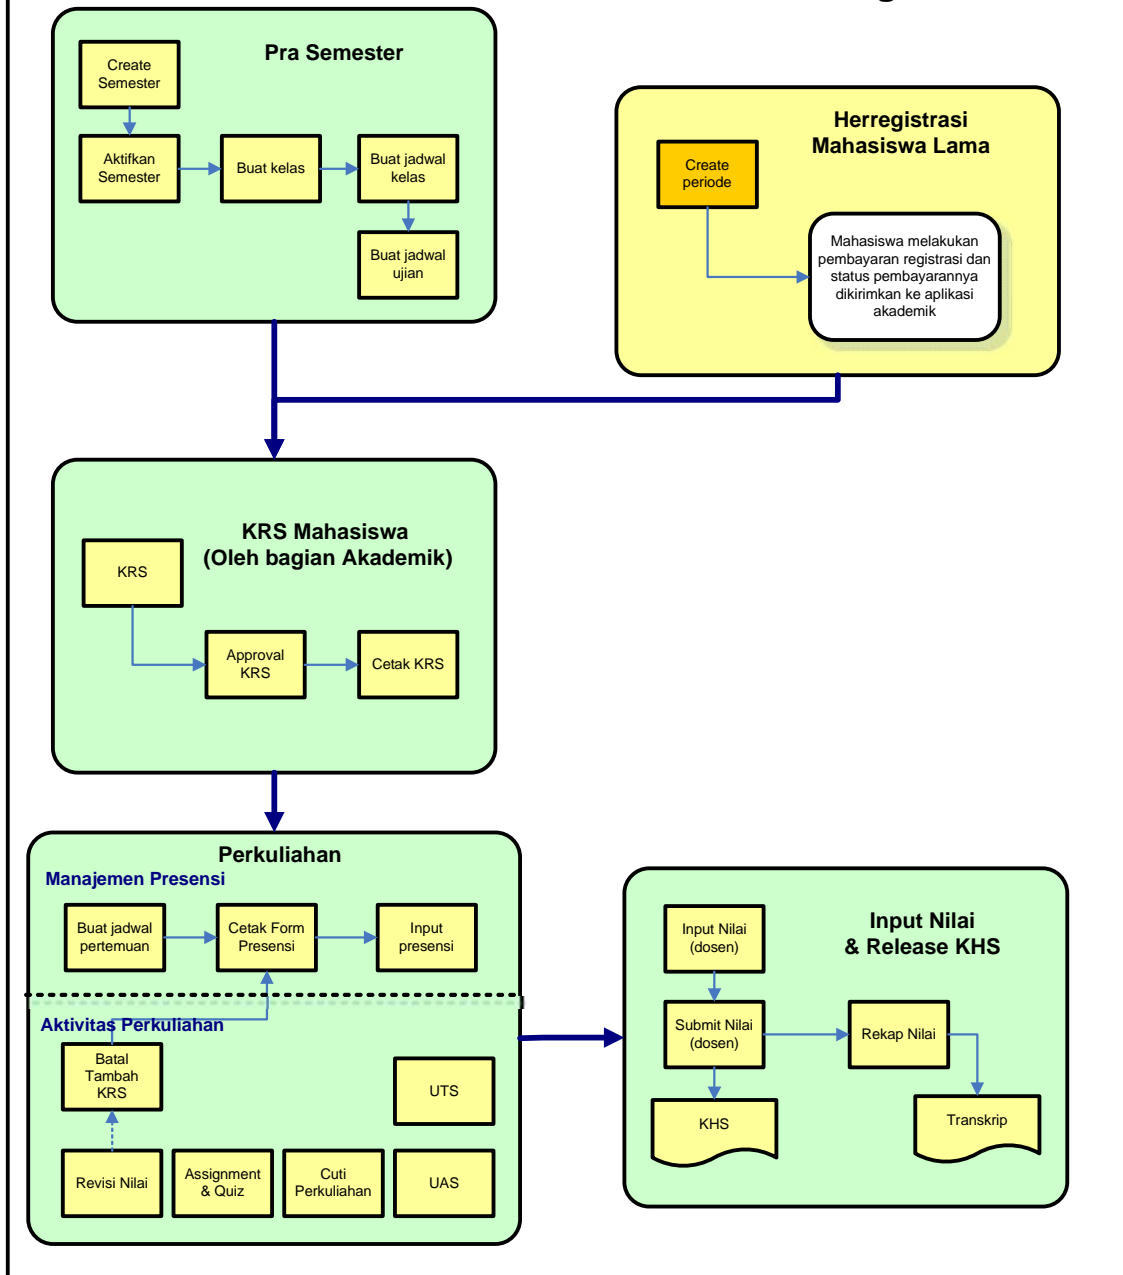 Pra Semester
Create
Semester
Aktifkan
Semester
Buat kelas
Buat jadwal
kelas
Buat jadwal
ujian
Herregistrasi
Mahasiswa Lama
Create
periode
Mahasiswa melakukan
pembayaran registrasi dan
status pembayarannya
dikirimkan ke aplikasi
akademik
KRS Mahasiswa
(Oleh bagian Akademik)
KRS
Approval
KRS
Cetak KRS
Perkuliahan
Manajemen Presensi
Buat jadwal
pertemuan
Cetak Form
Presensi
Input
presensi
Aktivitas Perkuliahan
Batal
Tambah
KRS
UTS
Revisi Nilai
Assignment
& Quiz
Cuti
Perkuliahan
UAS
Input Nilai
& Release KHS
Input Nilai
(dosen)
Submit Nilai
(dosen)
Rekap Nilai
KHS
Transkrip